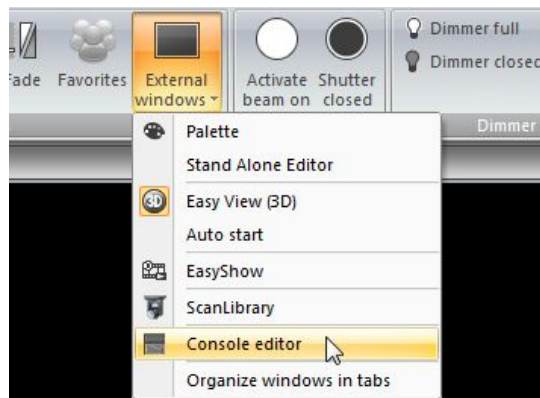 Fade Favorites External windows Activate beam on Shutter closed
Dimmer full
Dimmer closed
Dimmer
Palette
Stand Alone Editor
3D Easy View (3D)
Auto start
EasyShow
ScanLibrary
Console editor
Organize windows in tabs